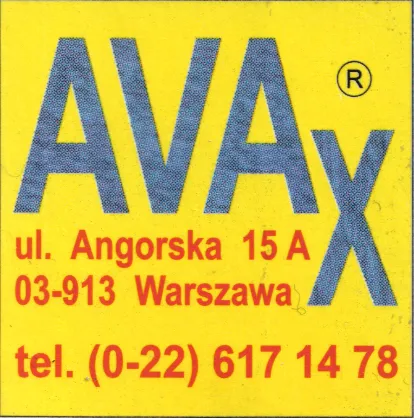 AVAX ®
ul. Angorska 15 A
03-913 Warszawa
tel. (0-22) 617 14 78